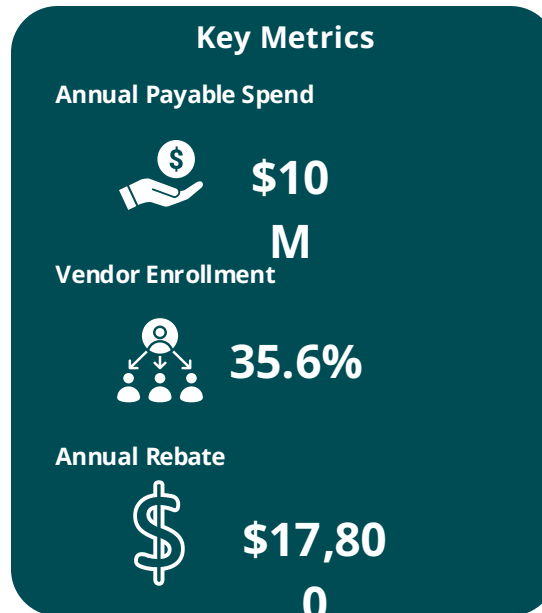 Key Metrics
Annual Payable Spend
$
$10
M
Vendor Enrollment
35.6%
Annual Rebate
$
$17,80
0